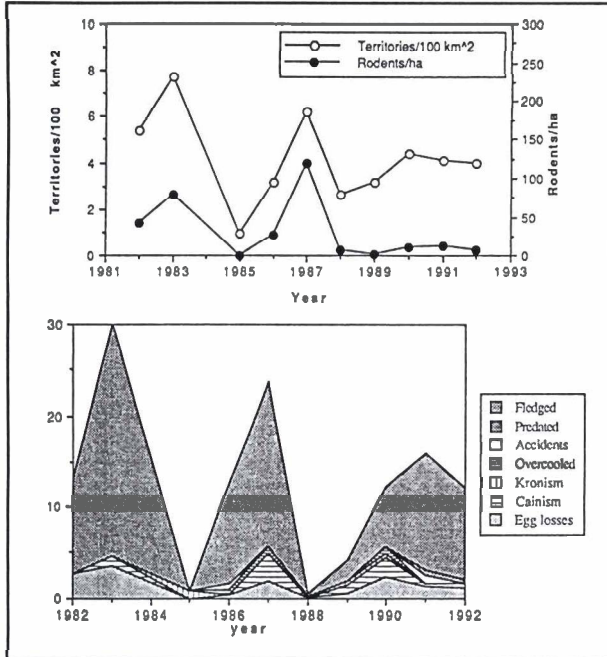 10
8
6
4
2
0
Territories/100 km^2
300
250
200
150
100
50
0
Rodents/ha
Territories/100 km^2
Rodents/ha
1981 1983 1985 1987 1989 1991 1993
Year
30
20
10
0
1982 1984 1986 1988 1990 1992
year
Fledged
Predated
Accidents
Overcooled
Kronism
Cainism
Egg losses